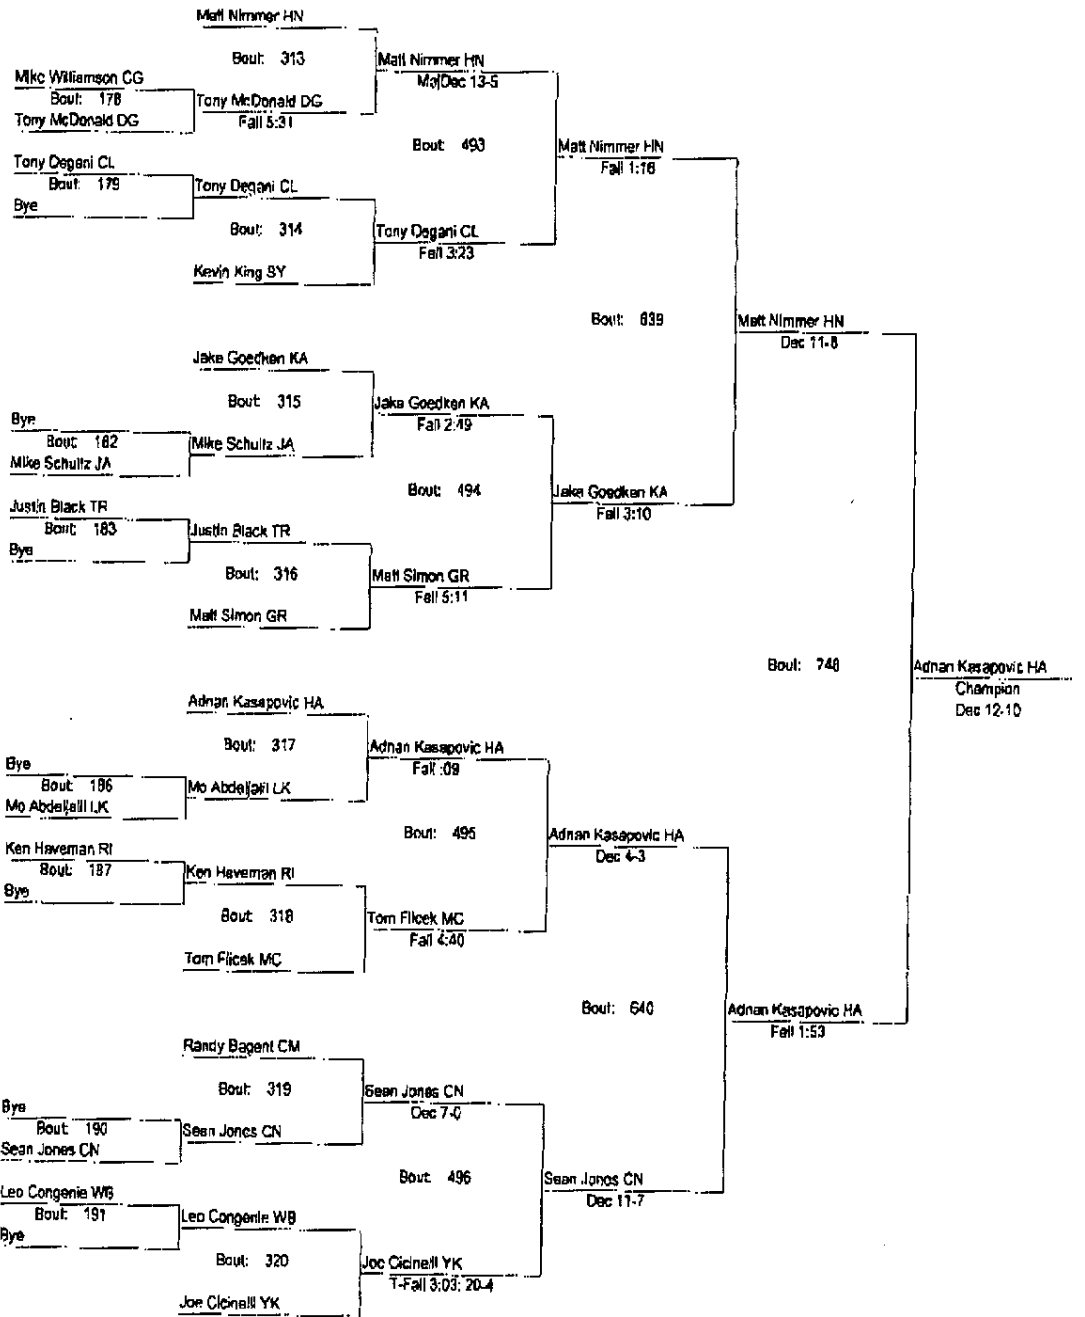 Matt Nimmer HN
Bout: 313
Matt Nimmer HN
MajDec 13-5
Mike Williamson CG
Bout: 178
Tony McDonald DG
Tony McDonald DG
Fall 5:31
Bout: 493
Matt Nimmer HN
Fall 1:16
Tony Degani CL
Bout: 179
Bye
Tony Degani CL
Bout: 314
Tony Degani CL
Fall 3:23
Kevin King SY
Bout: 639
Matt Nimmer HN
Dec 11-8
Jake Goedken KA
Bout: 315
Jake Goedken KA
Fall 2:49
Bye
Bout: 182
Mike Schultz JA
Mike Schultz JA
Bout: 494
Jake Goedken KA
Fall 3:10
Justin Black TR
Bout: 183
Bye
Justin Black TR
Bout: 316
Matt Simon GR
Fall 5:11
Matt Simon GR
Bout: 748
Adnan Kasapovic HA
Champion
Dec 12-10
Adnan Kasapovic HA
Bout: 317
Adnan Kasapovic HA
Fall :09
Bye
Bout: 186
Mo Abdeljalil LK
Mo Abdeljalil LK
Bout: 495
Adnan Kasapovic HA
Dec 4-3
Ken Haveman RI
Bout: 187
Bye
Ken Haveman RI
Bout: 318
Tom Flicek MC
Fall 4:40
Tom Flicek MC
Bout: 640
Adnan Kasapovic HA
Fall 1:53
Randy Bagent CM
Bout: 319
Sean Jones CN
Dec 7-0
Bye
Bout: 190
Sean Jones CN
Sean Jones CN
Bout: 496
Sean Jones CN
Dec 11-7
Leo Congenie WB
Bout: 191
Bye
Leo Congenie WB
Bout: 320
Joe Cicinelli YK
T-Fall 3:03; 20-4
Joe Cicinelli YK